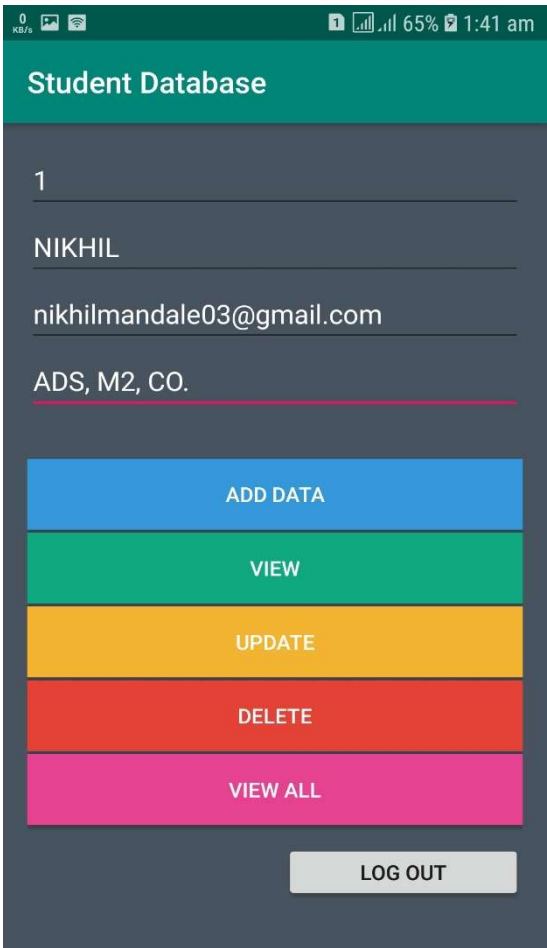 0
KB/s 1 65% 1:41 am
Student Database
1
NIKHIL
nikhilmandale03@gmail.com
ADS, M2, CO.
ADD DATA
VIEW
UPDATE
DELETE
VIEW ALL
LOG OUT